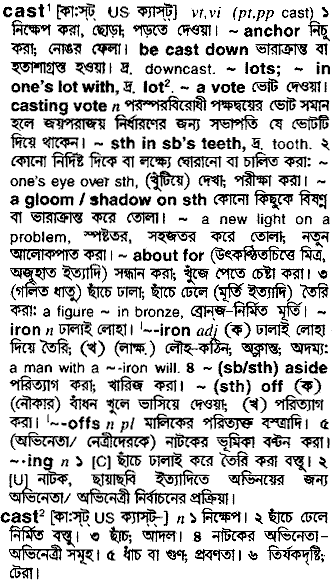 cast¹ [কা:স্ট্ US ক্যাস্ট্] vt,vi (pt,pp cast) ১
নিক্ষেপ করা, ছোড়া; পড়তে দেওয়া। ~ anchor নিচু
করা; নোঙর ফেলা। be cast down ভারাক্রান্ত বা
হতাশাগ্রস্ত হওয়া। দ্র. downcast. ~ lots; ~ in
one's lot with, দ্র. lot². ~ a vote ভোট দেওয়া।
casting vote n পরস্পরবিরোধী পক্ষদ্বয়ের ভোট সমান
হলে জয়পরাজয় নির্ধারণের জন্য সভাপতি যে ভোটটি
দিয়ে থাকেন। ~ sth in sb's teeth, দ্র. tooth. ২
কোনো নির্দিষ্ট দিকে বা লক্ষ্যে ঘোরানো বা চালিত করা: ~
one's eye over sth, (খুঁটিয়ে) দেখা; পরীক্ষা করা। ~
a gloom / shadow on sth কোনো কিছুকে বিষণ্ন
বা ভারাক্রান্ত করে তোলা। ~ a new light on a
problem, স্পষ্টতর, সহজতর করে তোলা; নতুন
আলোকপাত করা। ~ about for (উৎকণ্ঠিতচিত্তে মিত্র,
অজুহাত ইত্যাদি) সন্ধান করা; খুঁজে পেতে চেষ্টা করা। ৩
(গলিত ধাতু) ছাঁচে ঢালা; ছাঁচে ঢেলে (মূর্তি ইত্যাদি) তৈরি
করা: a figure ~ in bronze, ব্রোন্‌জ-নির্মিত মূর্তি। ~
iron n ঢালাই লোহা। '~-iron adj (ক) ঢালাই লোহা
দিয়ে তৈরি; (খ) (লাক্ষ.) লৌহ-কঠিন; অক্লান্ত; অদম্য:
a man with a ~-iron will. ৪ ~ (sb/sth) aside
পরিত্যাগ করা; খারিজ করা। ~ (sth) off (ক)
(নৌকার) বাঁধন খুলে ভাসিয়ে দেওয়া; (খ) পরিত্যাগ
করা। '~-offs n pl মালিকের পরিত্যক্ত বস্ত্রাদি। ৫
(অভিনেতা/ নেত্রীদেরকে) নাটকের ভূমিকা বণ্টন করা।
~·ing n ১ [C] ছাঁচে ঢালাই করে তৈরি করা বস্তু। ২
[U] নাটক, ছায়াছবি ইত্যাদিতে অভিনয়ের জন্য
অভিনেতা/ অভিনেত্রী নির্বাচনের প্রক্রিয়া।
cast² [কা:স্ট্ US ক্যাস্ট্-] n ১ নিক্ষেপ। ২ ছাঁচে ঢেলে
নির্মিত বস্তু। ৩ ছাঁচ; আদল। ৪ নাটকের অভিনেতা-
অভিনেত্রী সমূহ। ৫ ধাঁচ বা গুণ; প্রবণতা। ৬ তির্যকদৃষ্টি;
টেরা।